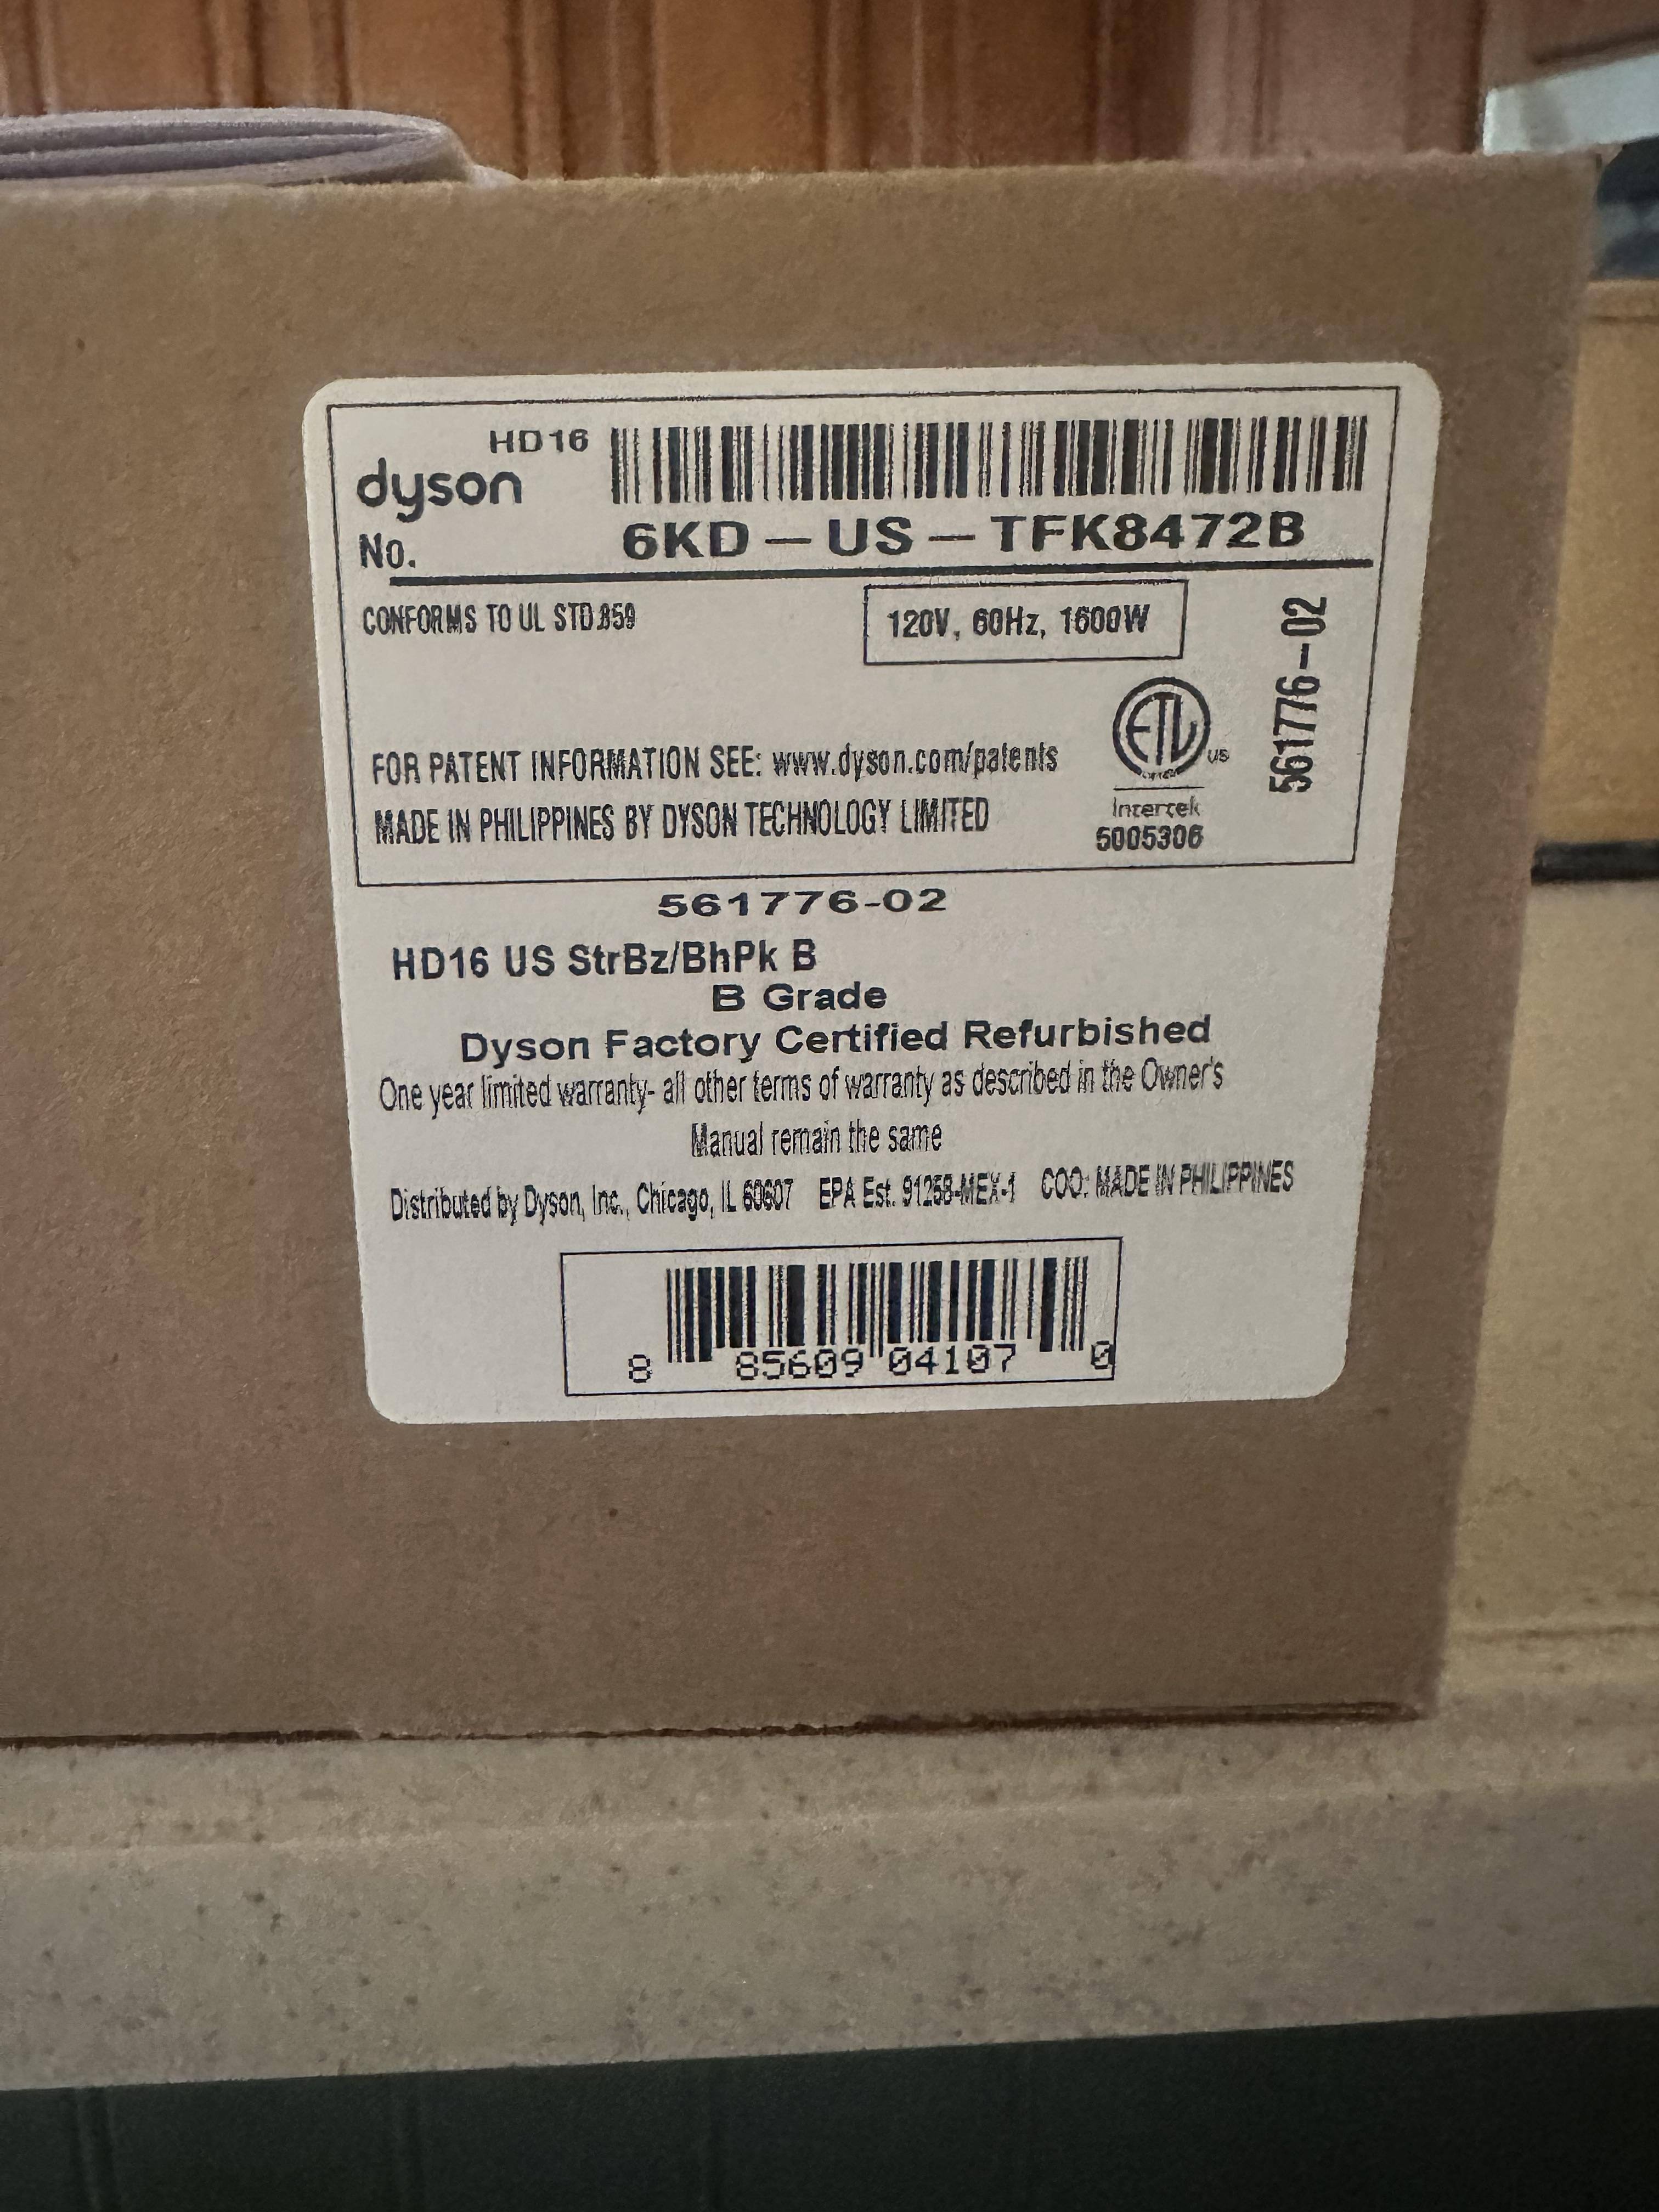 HD16
dyson
No. 6KD-US-TFK8472B
CONFORMS TO UL STD.859
120V, 60Hz, 1600W
561776-02
ETL
US
FOR PATENT INFORMATION SEE: www.dyson.com/patents
MADE IN PHILIPPINES BY DYSON TECHNOLOGY LIMITED
Intertek
5005306
561776-02
HD16 US StrBz/BhPk B
B Grade
Dyson Factory Certified Refurbished
One year limited warranty- all other terms of warranty as described in the Owner's
Manual remain the same
Distributed by Dyson, Inc., Chicago, IL 60607 EPA Est. 91268-MEX-1 COO: MADE IN PHILIPPINES
8 85609 04107 0